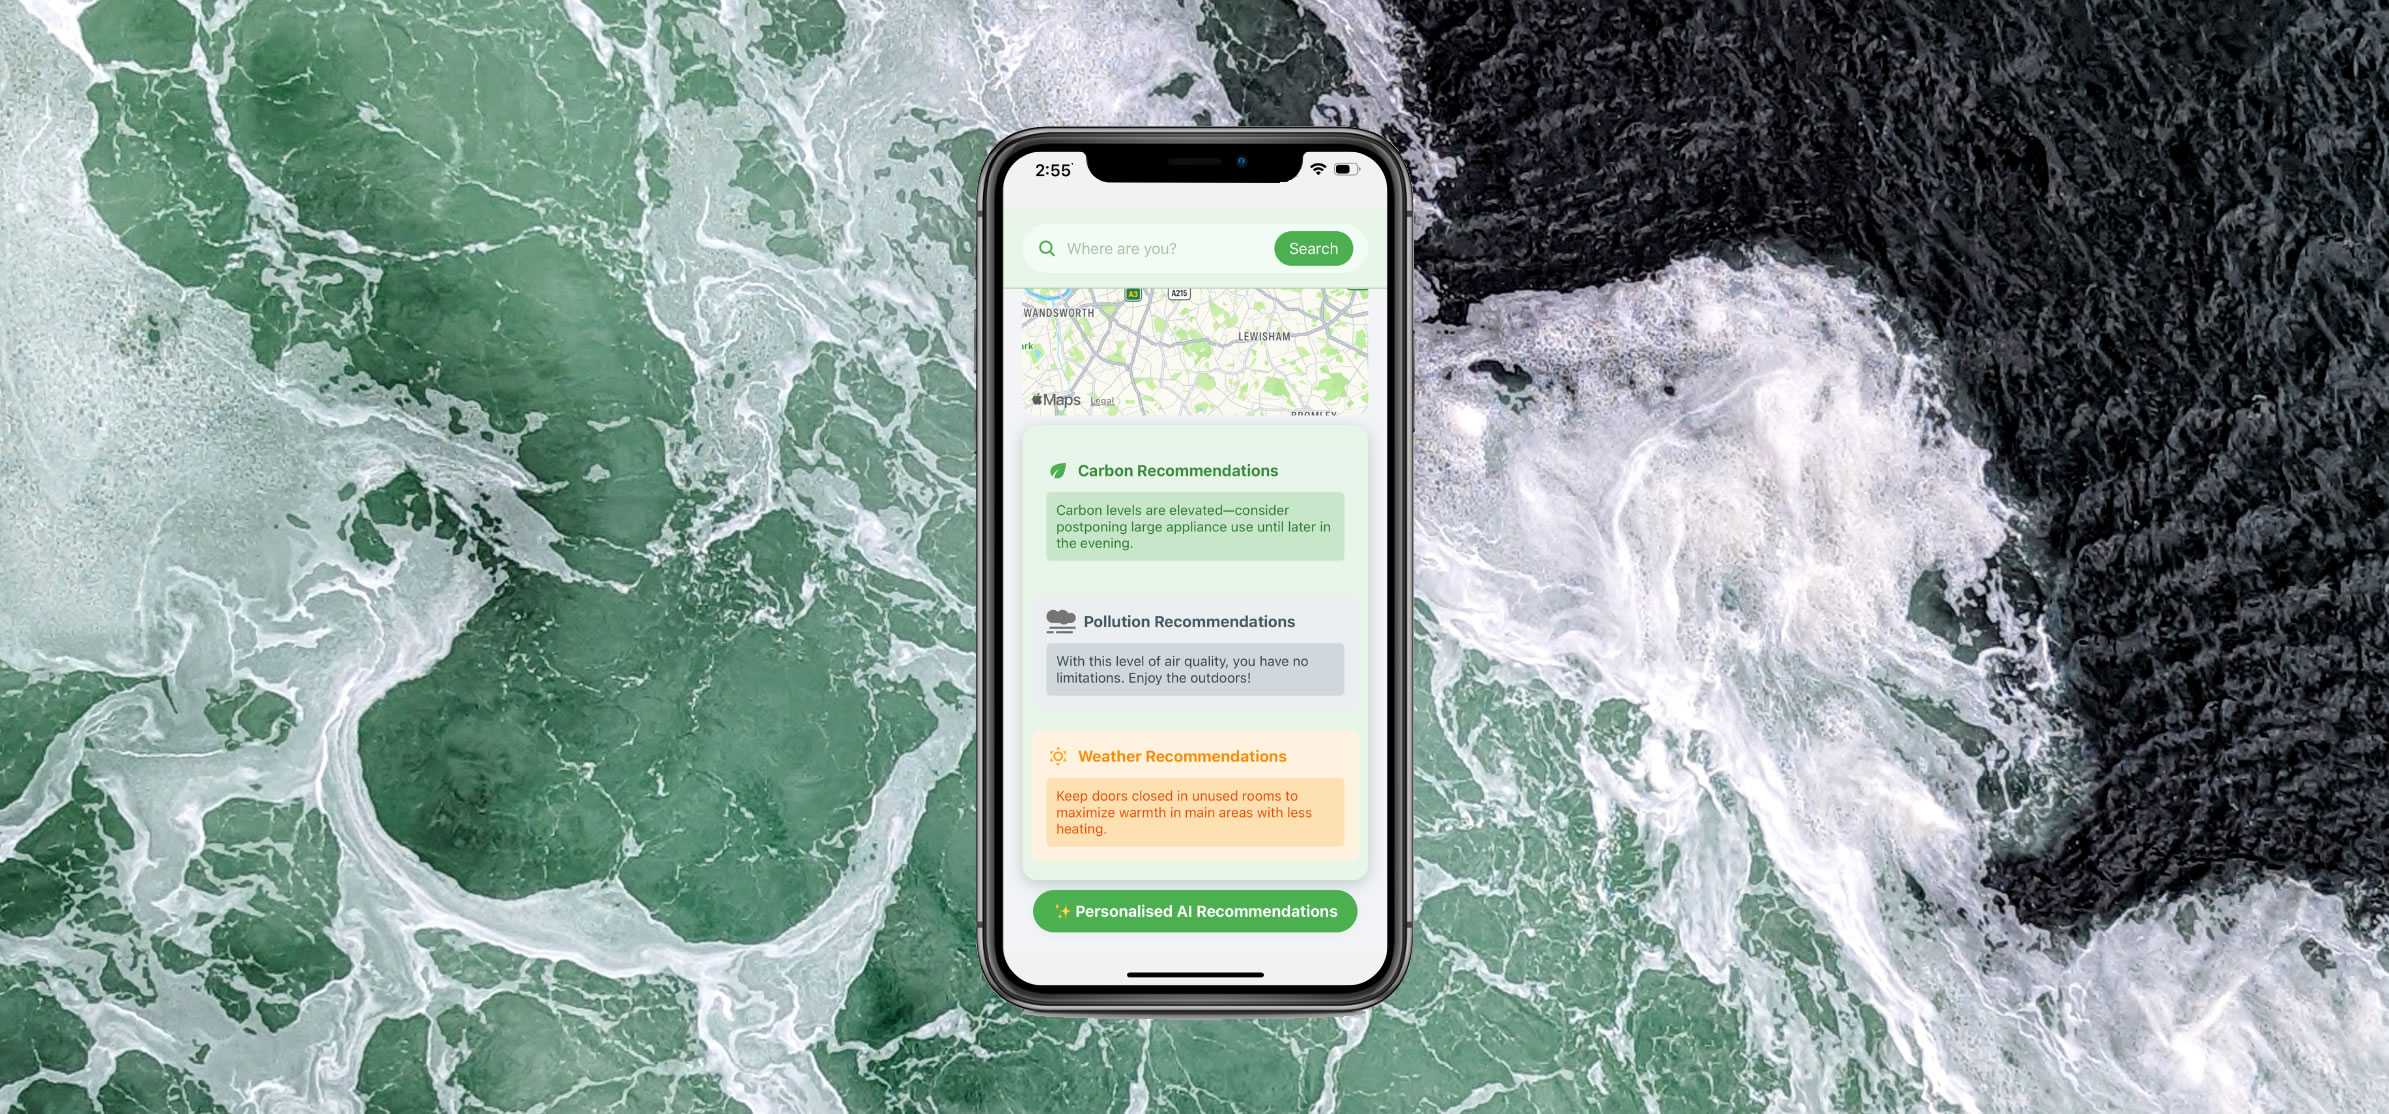 2:55
Where are you?
Search
A3
A215
WANDSWORTH
LEWISHAM
rk
Maps
Legal
BROMLEY
Carbon Recommendations
Carbon levels are elevated—consider
postponing large appliance use until later in
the evening.
Pollution Recommendations
With this level of air quality, you have no
limitations. Enjoy the outdoors!
Weather Recommendations
Keep doors closed in unused rooms to
maximize warmth in main areas with less
heating.
✨ Personalised AI Recommendations